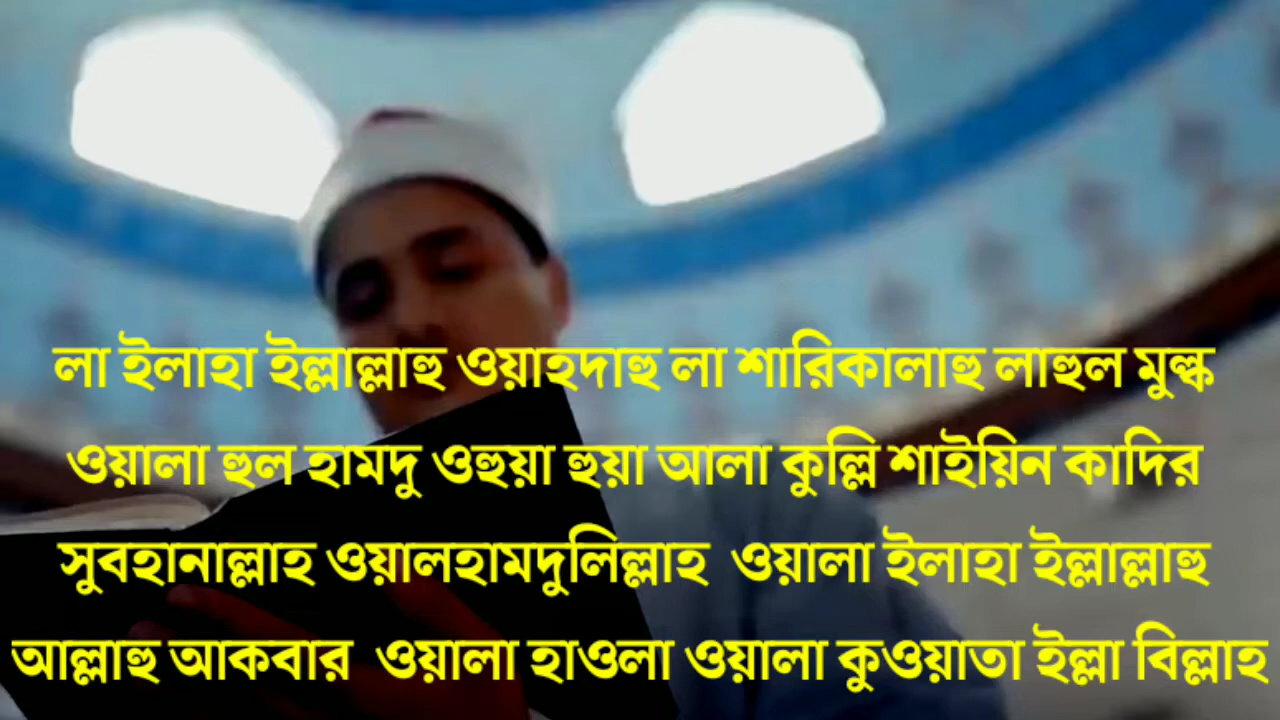 লা ইলাহা ইল্লাল্লাহু ওয়াহদাহু লা শারিকালাহু লাহুল মুল্ক
ওয়ালা হুল হামদু ওহুয়া হুয়া আলা কুল্লি শাইয়িন কাদির
সুবহানাল্লাহ ওয়ালহামদুলিল্লাহ ওয়ালা ইলাহা ইল্লাল্লাহু
আল্লাহু আকবার ওয়ালা হাওলা ওয়ালা কুওয়াতা ইল্লা বিল্লাহ